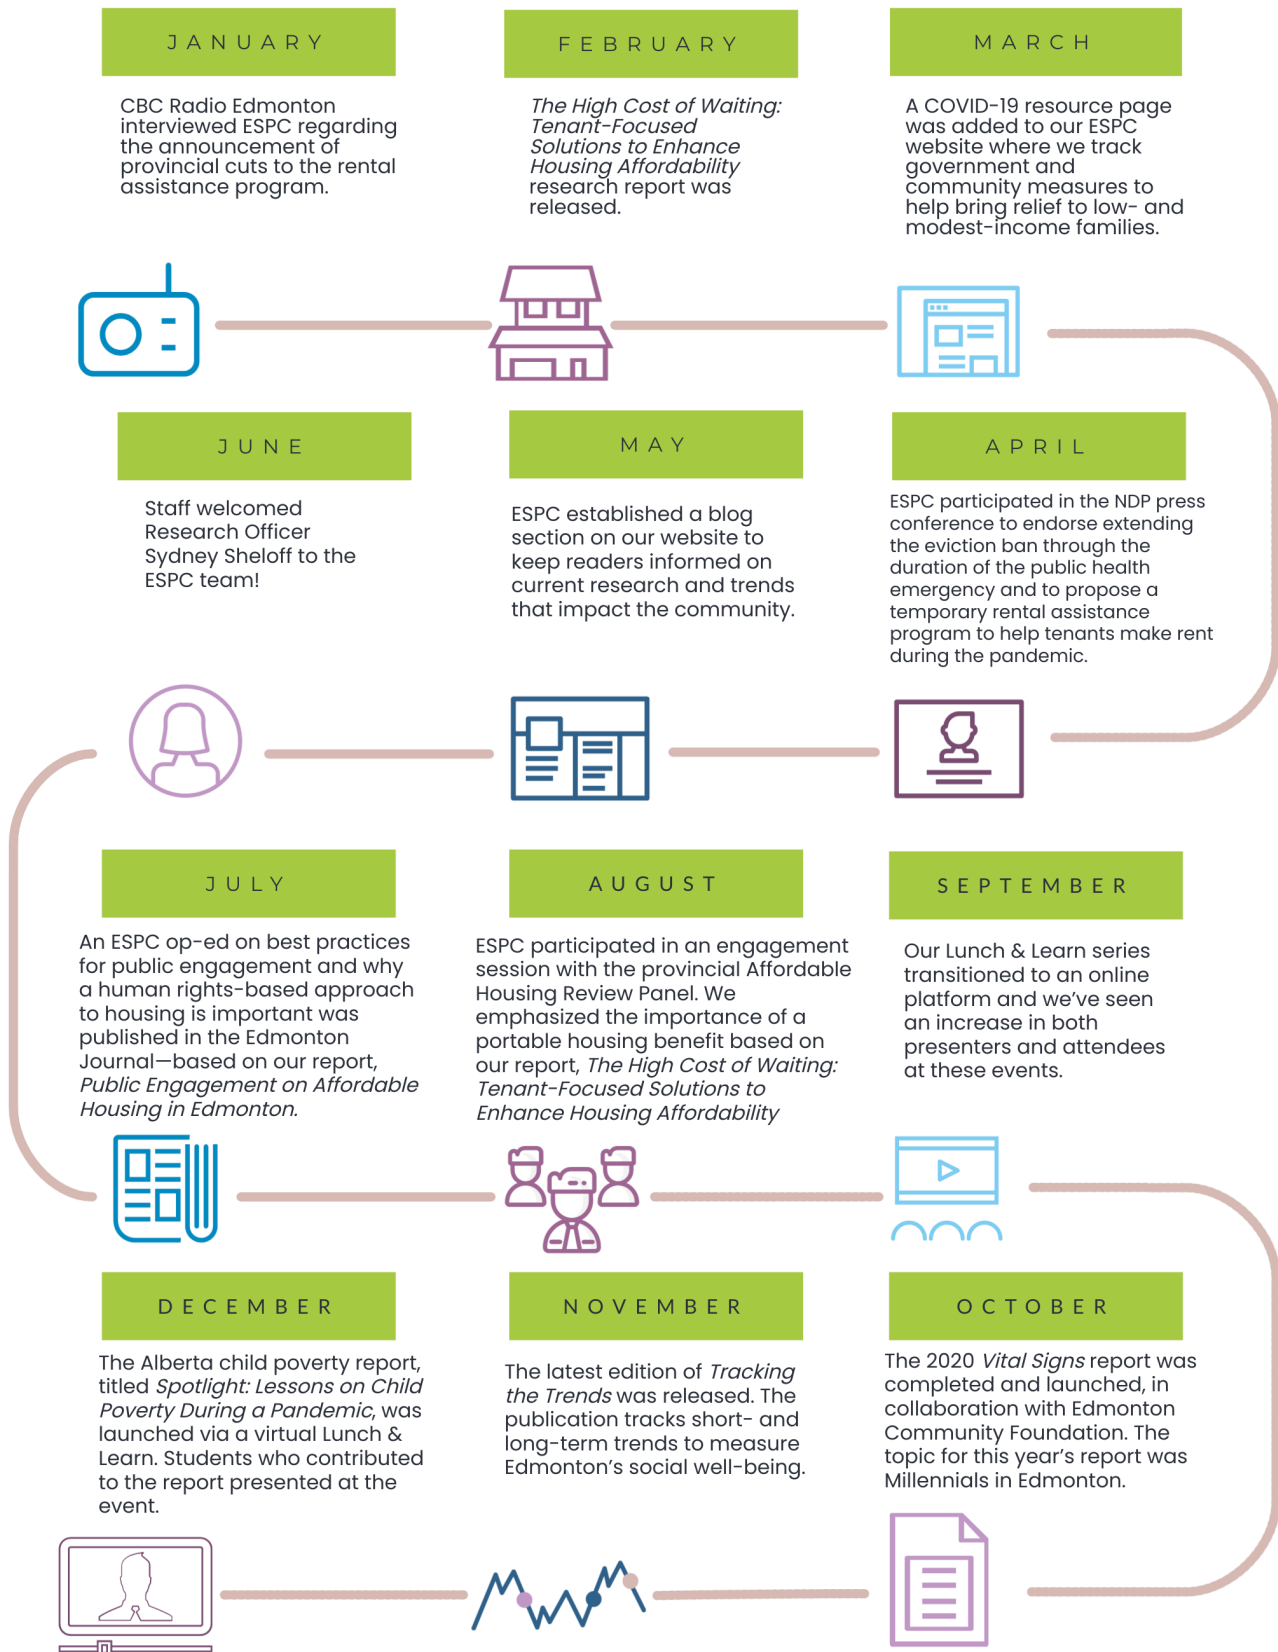 JANUARY
CBC Radio Edmonton
interviewed ESPC regarding
the announcement of
provincial cuts to the rental
assistance program.
FEBRUARY
The High Cost of Waiting:
Tenant-Focused
Solutions to Enhance
Housing Affordability
research report was
released.
MARCH
A COVID-19 resource page
was added to our ESPC
website where we track
government and
community measures to
help bring relief to low- and
modest-income families.
APRIL
ESPC participated in the NDP press
conference to endorse extending
the eviction ban through the
duration of the public health
emergency and to propose a
temporary rental assistance
program to help tenants make rent
during the pandemic.
MAY
ESPC established a blog
section on our website to
keep readers informed on
current research and trends
that impact the community.
JUNE
Staff welcomed
Research Officer
Sydney Sheloff to the
ESPC team!
JULY
An ESPC op-ed on best practices
for public engagement and why
a human rights-based approach
to housing is important was
published in the Edmonton
Journal—based on our report,
Public Engagement on Affordable
Housing in Edmonton.
AUGUST
ESPC participated in an engagement
session with the provincial Affordable
Housing Review Panel. We
emphasized the importance of a
portable housing benefit based on
our report, The High Cost of Waiting:
Tenant-Focused Solutions to
Enhance Housing Affordability
SEPTEMBER
Our Lunch & Learn series
transitioned to an online
platform and we’ve seen
an increase in both
presenters and attendees
at these events.
OCTOBER
The 2020 Vital Signs report was
completed and launched, in
collaboration with Edmonton
Community Foundation. The
topic for this year’s report was
Millennials in Edmonton.
NOVEMBER
The latest edition of Tracking
the Trends was released. The
publication tracks short- and
long-term trends to measure
Edmonton’s social well-being.
DECEMBER
The Alberta child poverty report,
titled Spotlight: Lessons on Child
Poverty During a Pandemic, was
launched via a virtual Lunch &
Learn. Students who contributed
to the report presented at the
event.